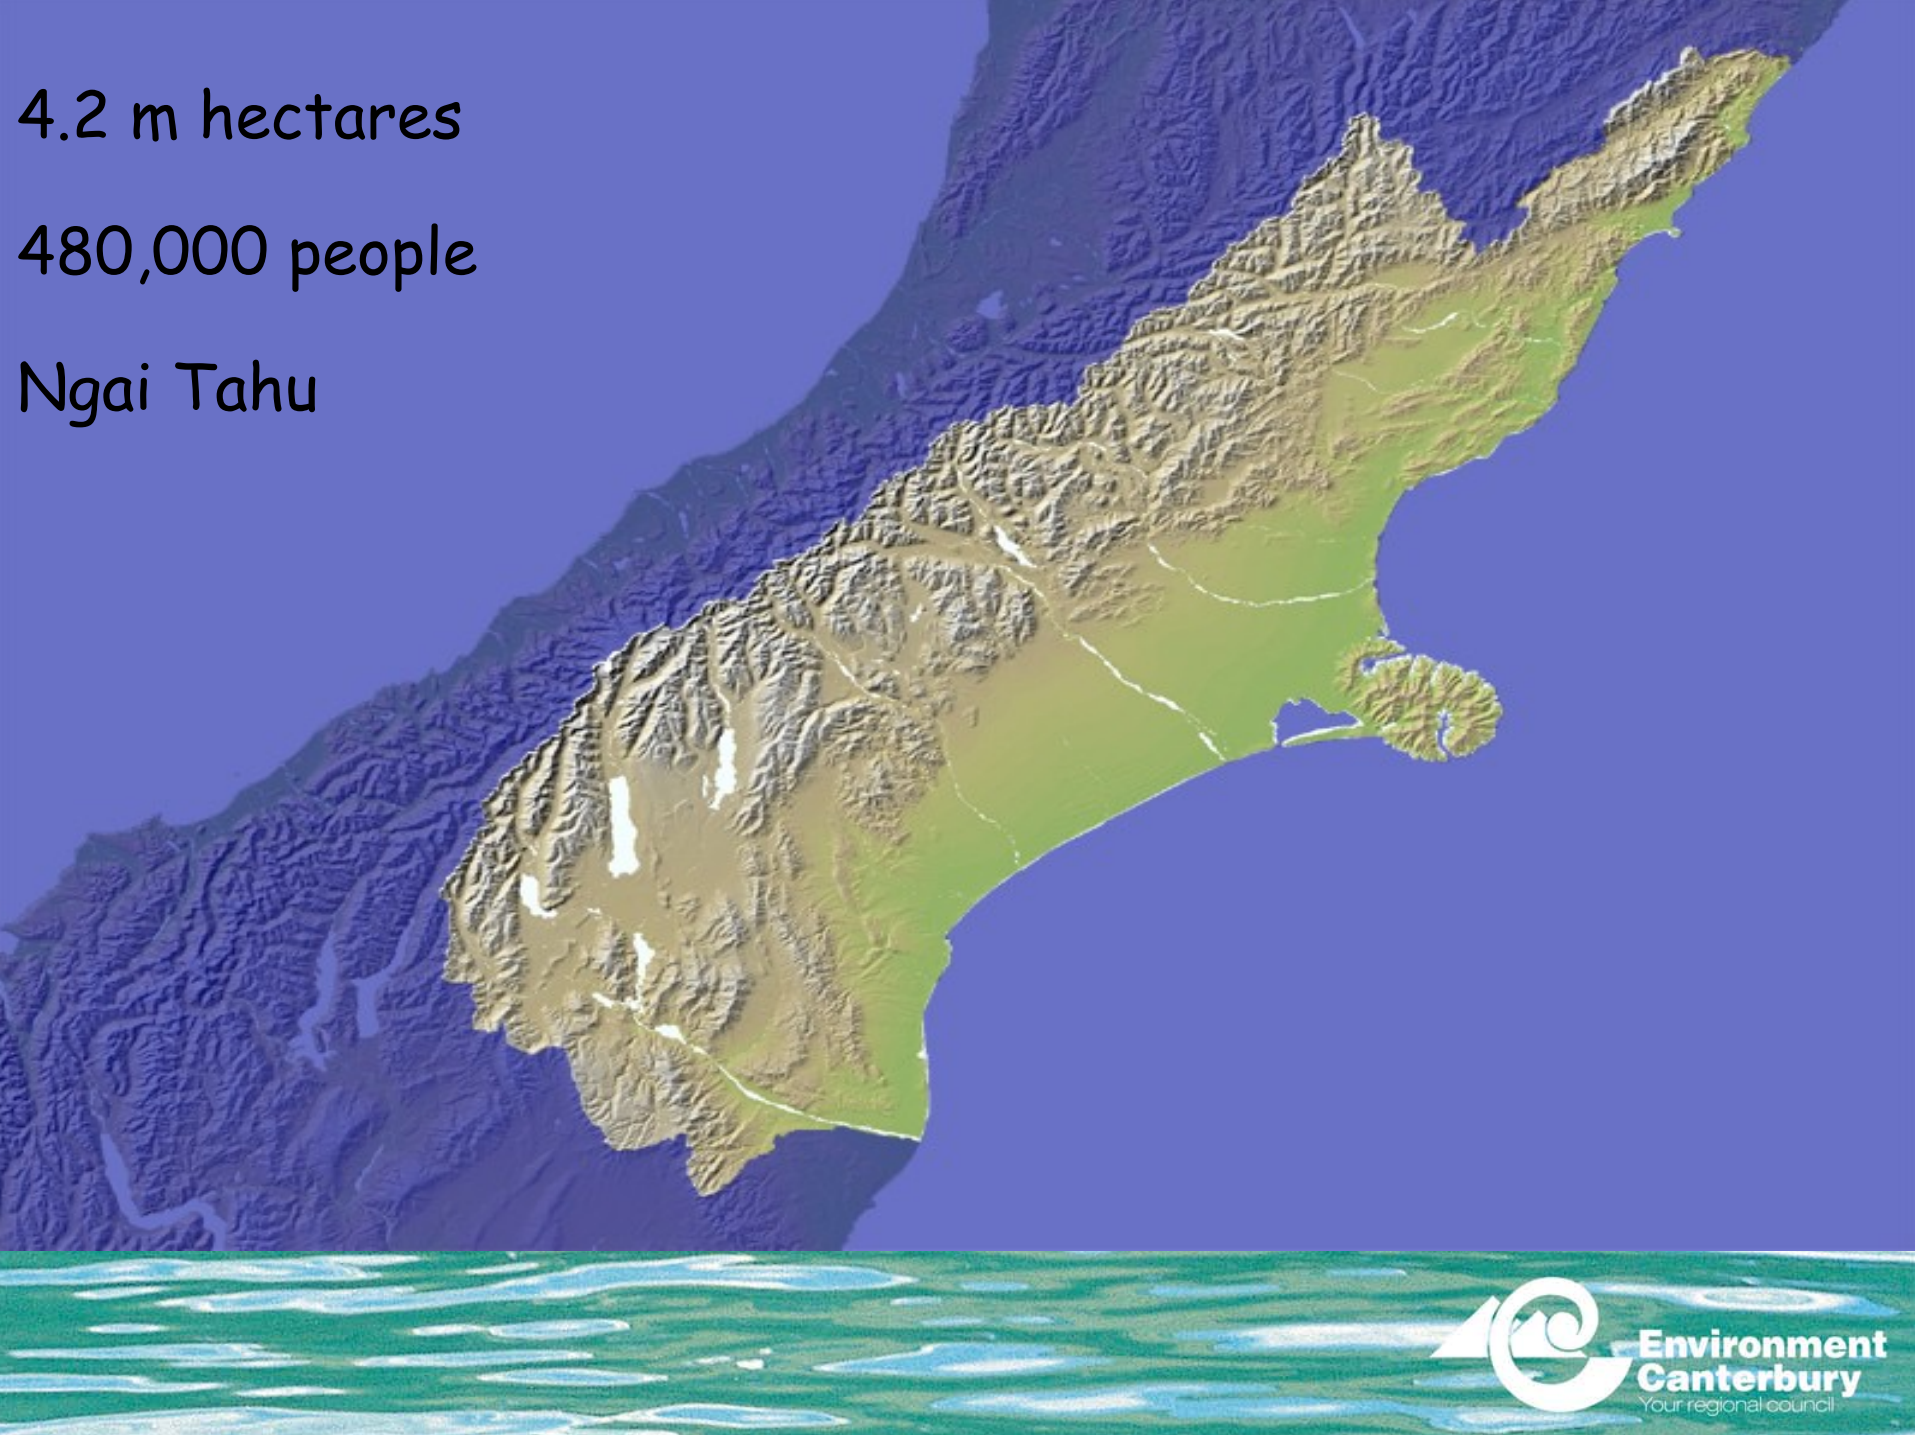 4.2 m hectares
480,000 people
Ngai Tahu
Environment
Canterbury
Your regional council